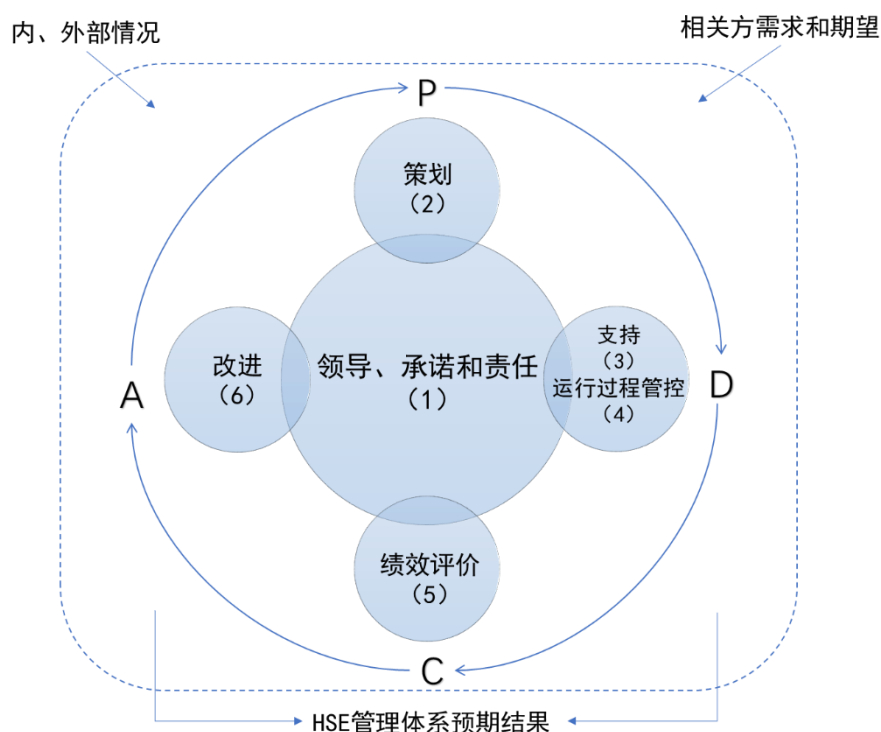 内、外部情况
相关方需求和期望
P
策划
（2）
领导、承诺和责任
（1）
改进
（6）
支持
（3）
运行过程管控
（4）
A
D
绩效评价
（5）
C
HSE管理体系预期结果